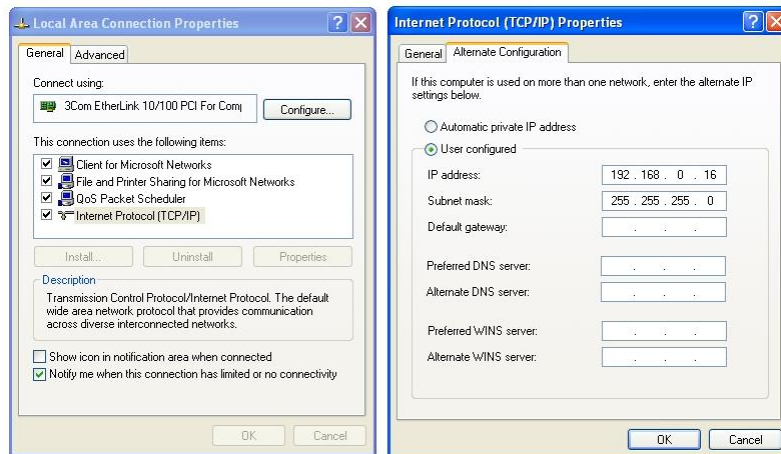 Local Area Connection Properties
General
Advanced
Connect using:
3Com EtherLink 10/100 PCI For Comp
Configure...
This connection uses the following items:
Client for Microsoft Networks
File and Printer Sharing for Microsoft Networks
QoS Packet Scheduler
Internet Protocol (TCP/IP)
Install...
Uninstall
Properties
Description
Transmission Control Protocol/Internet Protocol. The default
wide area network protocol that provides communication
across diverse interconnected networks.
Show icon in notification area when connected
Notify me when this connection has limited or no connectivity
OK
Cancel
Internet Protocol (TCP/IP) Properties
General
Alternate Configuration
If this computer is used on more than one network, enter the alternate IP
settings below.
Automatic private IP address
User configured
IP address: 192 . 168 . 0 . 16
Subnet mask: 255 . 255 . 255 . 0
Default gateway: . . .
Preferred DNS server: . . .
Alternate DNS server: . . .
Preferred WINS server: . . .
Alternate WINS server: . . .
OK
Cancel